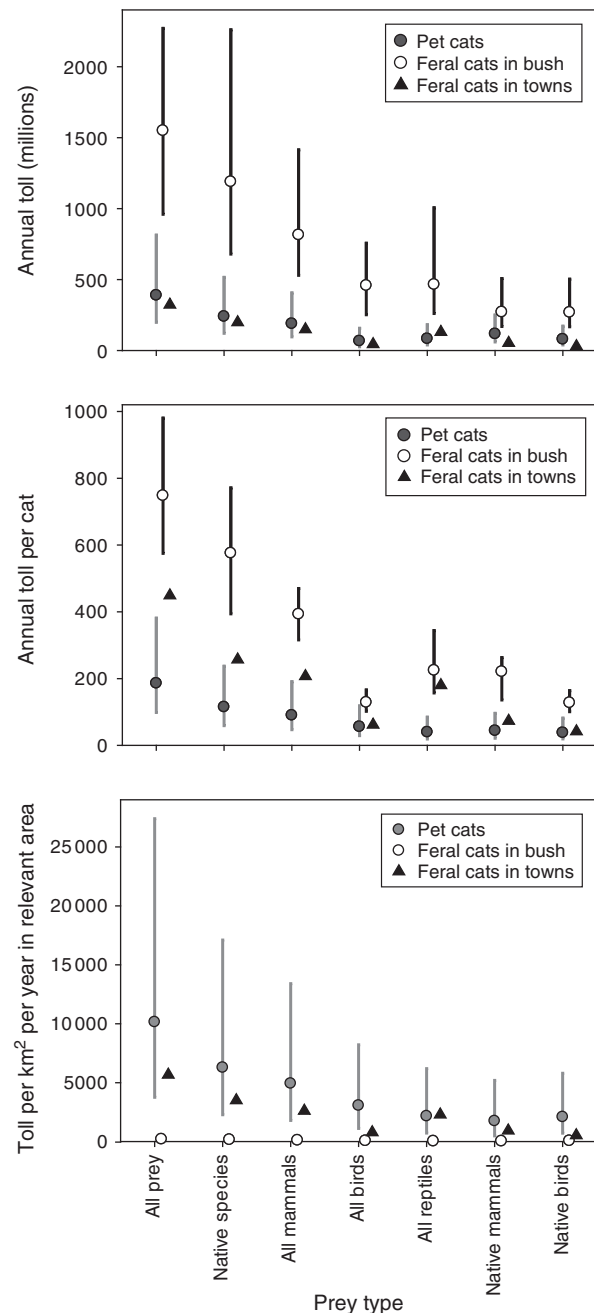 Annual toll (millions)
2000
1500
1000
500
0
Pet cats
Feral cats in bush
Feral cats in towns
Annual toll per cat
1000
800
600
400
200
0
Pet cats
Feral cats in bush
Feral cats in towns
Toll per km² per year in relevant area
25 000
20 000
15 000
10 000
5000
0
Pet cats
Feral cats in bush
Feral cats in towns
All prey
Native species
All mammals
All birds
All reptiles
Native mammals
Native birds
Prey type